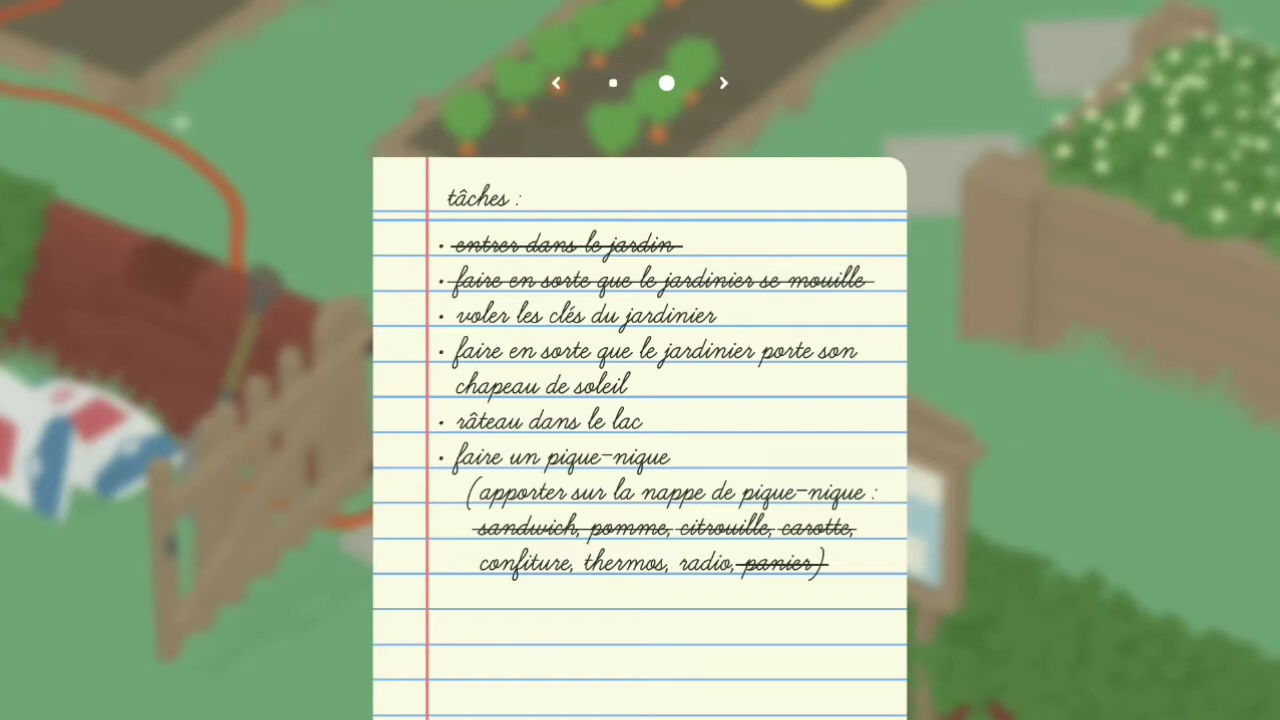 tâches :
• entrer dans le jardin
• faire en sorte que le jardinier se mouille
• voler les clés du jardinier
• faire en sorte que le jardinier porte son
chapeau de soleil
• râteau dans le lac
• faire un pique-nique
(apporter sur la nappe de pique-nique :
sandwich, pomme, citrouille, carotte,
confiture, thermos, radio, panier)